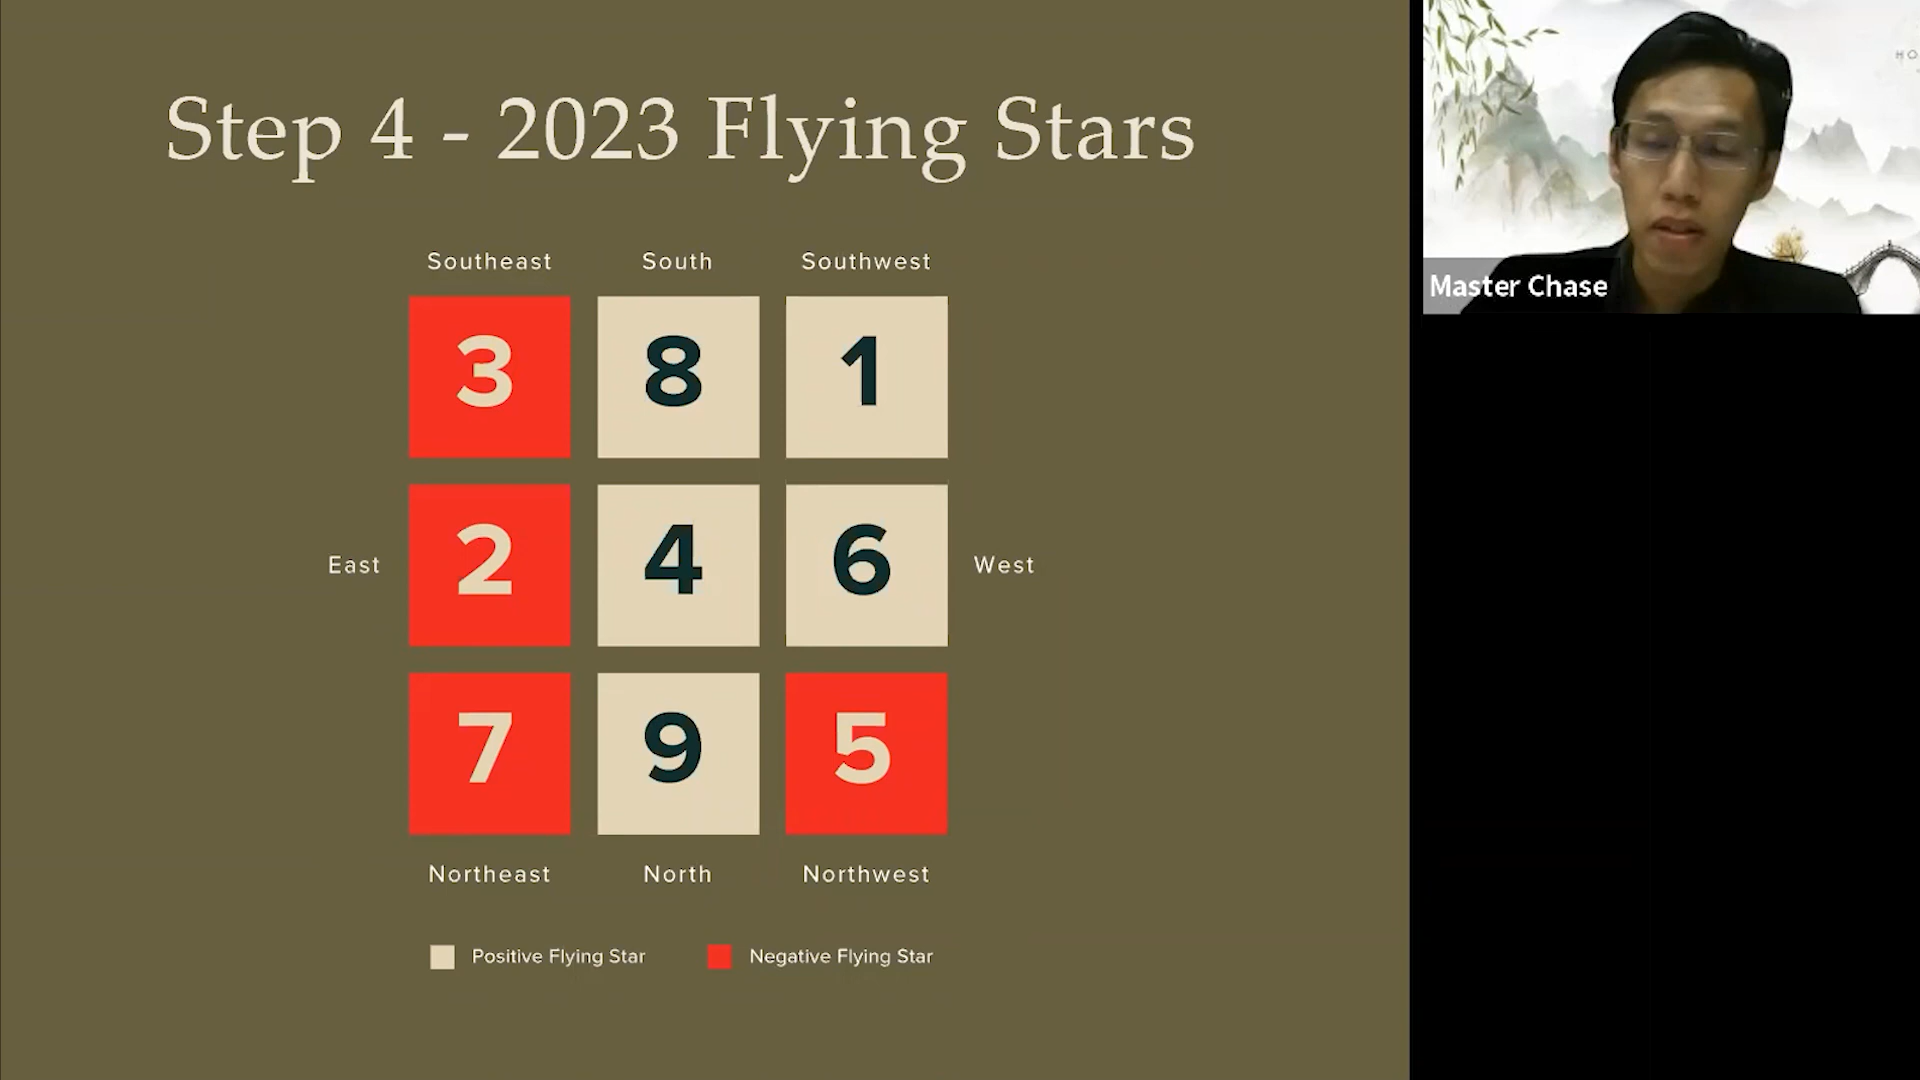 Step 4 - 2023 Flying Stars
Southeast South Southwest
3 8 1
East 2 4 6 West
7 9 5
Northeast North Northwest
Positive Flying Star Negative Flying Star
HO
Master Chase